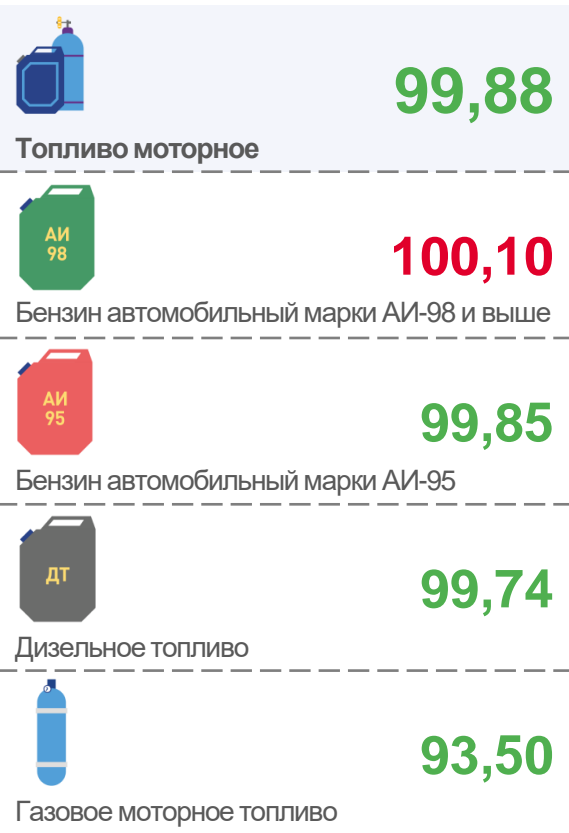 99,88
Топливо моторное
АИ
98
100,10
Бензин автомобильный марки АИ-98 и выше
АИ
95
99,85
Бензин автомобильный марки АИ-95
ДТ
99,74
Дизельное топливо
93,50
Газовое моторное топливо